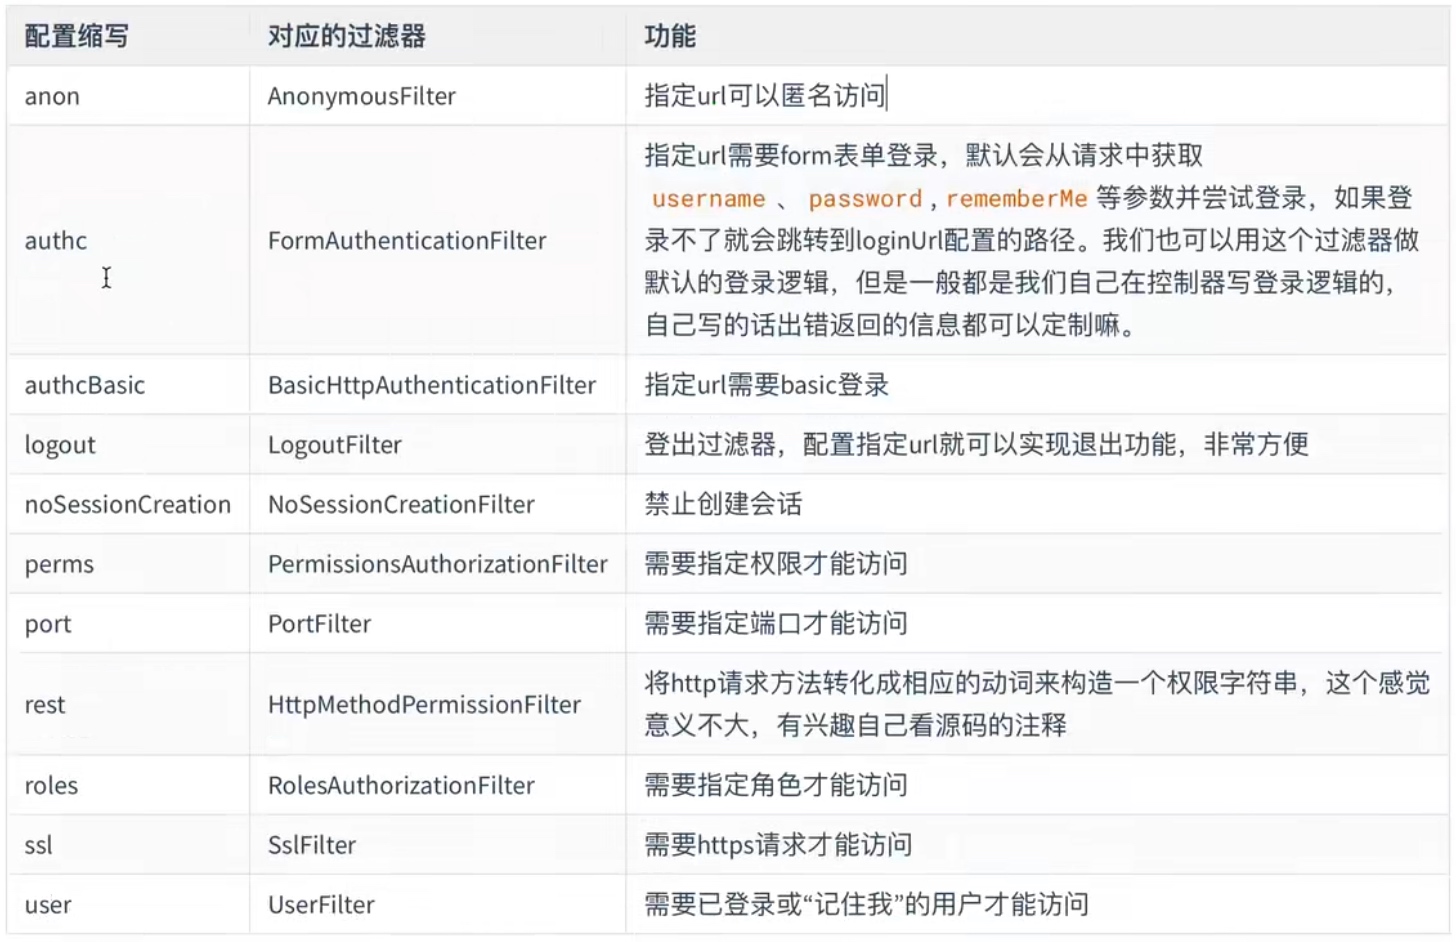 配置缩写 对应的过滤器 功能
anon AnonymousFilter 指定url可以匿名访问
指定url需要form表单登录，默认会从请求中获取
username 、 password , rememberMe 等参数并尝试登录，如果登
authc FormAuthenticationFilter 录不了就会跳转到loginUrl配置的路径。我们也可以用这个过滤器做
默认的登录逻辑，但是一般都是我们自己在控制器写登录逻辑的，
自己写的话出错返回的信息都可以定制嘛。
authcBasic BasicHttpAuthenticationFilter 指定url需要basic登录
logout LogoutFilter 登出过滤器，配置指定url就可以实现退出功能，非常方便
noSessionCreation NoSessionCreationFilter 禁止创建会话
perms PermissionsAuthorizationFilter 需要指定权限才能访问
port PortFilter 需要指定端口才能访问
rest HttpMethodPermissionFilter 将http请求方法转化成相应的动词来构造一个权限字符串，这个感觉
意义不大，有兴趣自己看源码的注释
roles RolesAuthorizationFilter 需要指定角色才能访问
ssl SslFilter 需要https请求才能访问
user UserFilter 需要已登录或“记住我”的用户才能访问